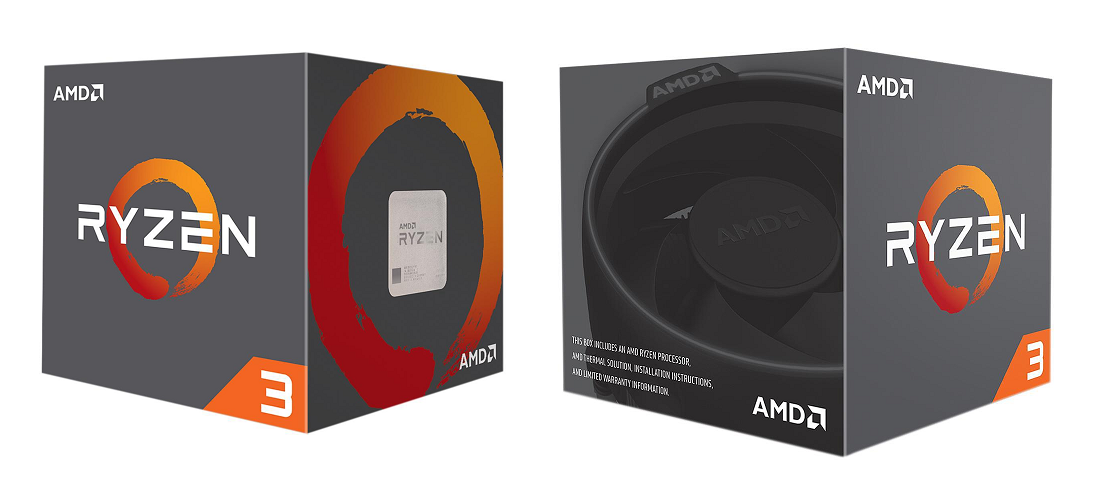 AMD
RYZEN
3
AMD
RYZEN
AMD
AMD
AMD
THIS BOX INCLUDES AN AMD RYZEN PROCESSOR,
AMD THERMAL SOLUTION, INSTALLATION INSTRUCTIONS,
AND LIMITED WARRANTY INFORMATION.
AMD
AMD
RYZEN
3